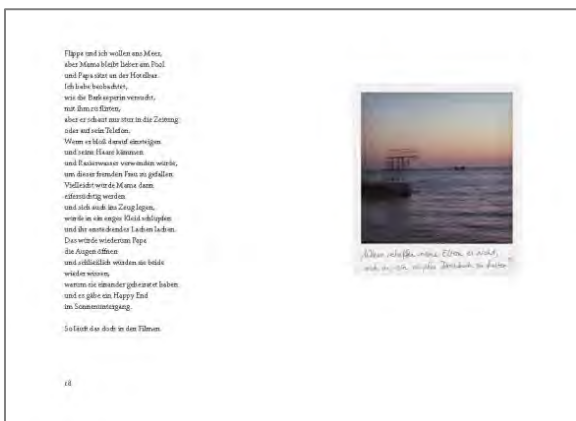 Flippa und ich wollen ans Meer,
aber Mama bleibt lieber am Pool
und Papa sitzt an der Hotelbar.
Ich habe beobachtet,
wie die Barkeeperin versucht,
mit ihm zu flirten,
aber er schaut nur stur in die Zeitung
oder auf sein Telefon.
Wenn er bloß darauf einsteigen
und seine Haare kämmen
und Rasierwasser verwenden würde,
um dieser fremden Frau zu gefallen.
Vielleicht würde Mama dann
eifersüchtig werden
und sich auch ins Zeug legen,
würde in ein enges Kleid schlüpfen
und ihr ansteckendes Lachen lachen.
Das würde wiederum Papa
die Augen öffnen
und schließlich würden sie beide
wieder wissen,
warum sie einander geheiratet haben
und es gäbe ein Happy End
im Sonnenuntergang.
So läuft das doch in den Filmen.
meine Eltern es nicht,